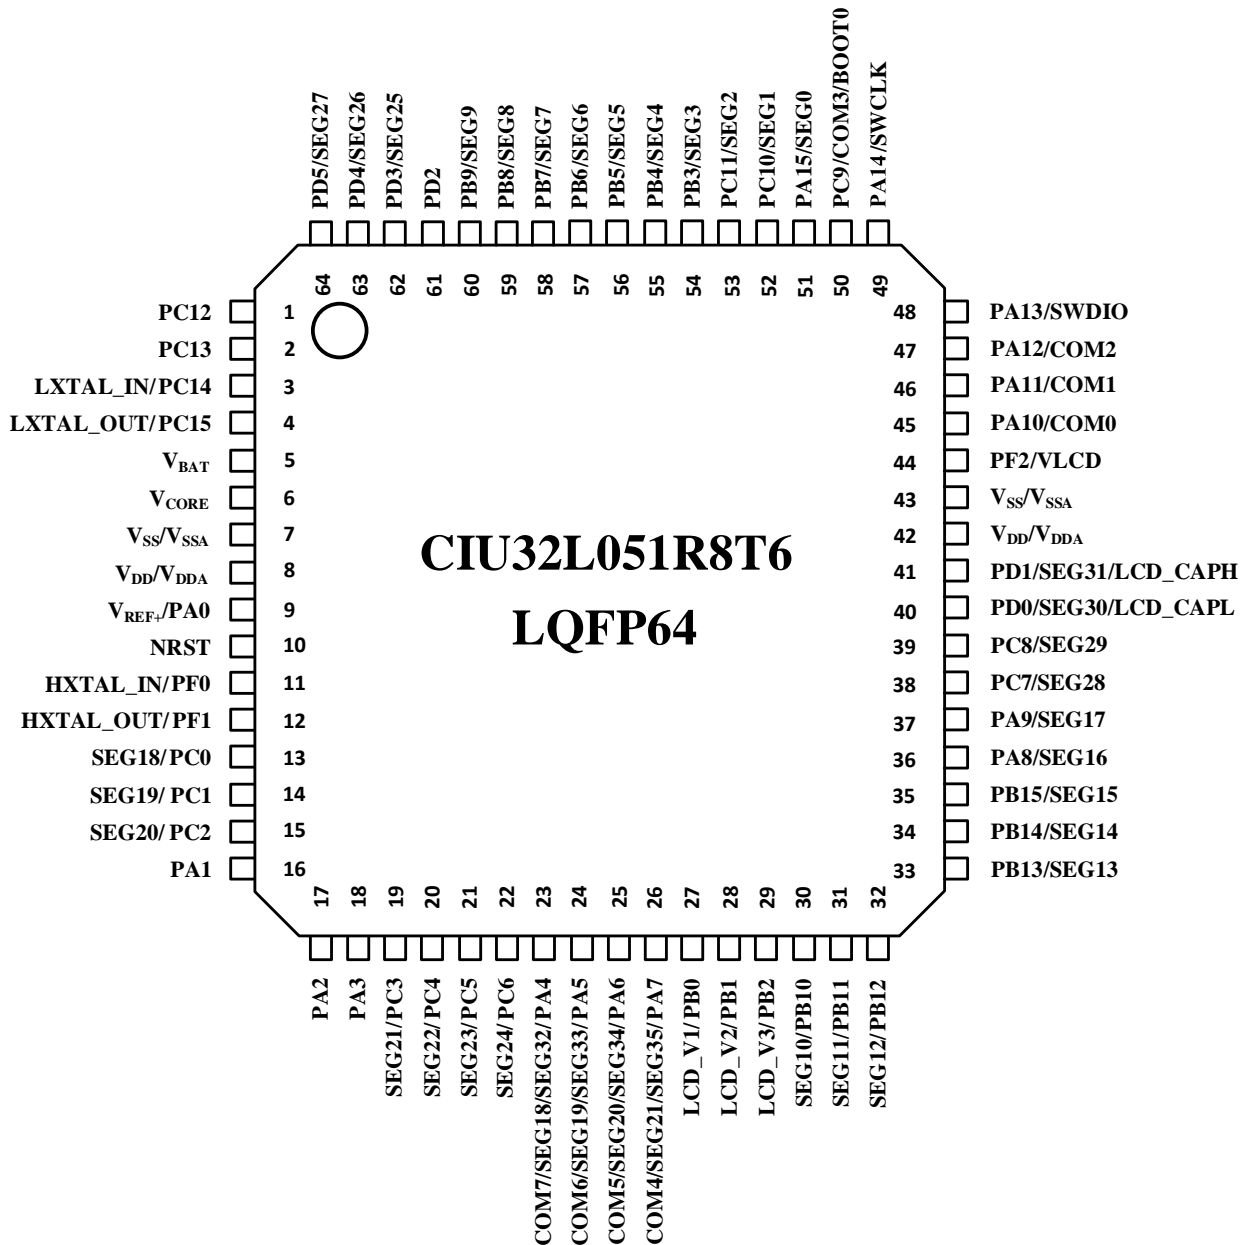 PD5/SEG27
PD4/SEG26
PD3/SEG25
PD2
PB9/SEG9
PB8/SEG8
PB7/SEG7
PB6/SEG6
PB5/SEG5
PB4/SEG4
PB3/SEG3
PC11/SEG2
PC10/SEG1
PA15/SEG0
PC9/COM3/BOOT0
PA14/SWCLK
64
63
62
61
60
59
58
57
56
55
54
53
52
51
50
49
PC12 1
PC13 2
LXTAL_IN/PC14 3
LXTAL_OUT/PC15 4
VBAT 5
VCORE 6
VSS/VSSA 7
VDD/VDDA 8
VREF+/PA0 9
NRST 10
HXTAL_IN/PF0 11
HXTAL_OUT/PF1 12
SEG18/PC0 13
SEG19/ PC1 14
SEG20/ PC2 15
PA1 16
CIU32L051R8T6
LQFP64
48 PA13/SWDIO
47 PA12/COM2
46 PA11/COM1
45 PA10/COM0
44 PF2/VLCD
43 VSS/VSSA
42 VDD/VDDA
41 PD1/SEG31/LCD_CAPH
40 PD0/SEG30/LCD_CAPL
39 PC8/SEG29
38 PC7/SEG28
37 PA9/SEG17
36 PA8/SEG16
35 PB15/SEG15
34 PB14/SEG14
33 PB13/SEG13
17
18
19
20
21
22
23
24
25
26
27
28
29
30
31
32
PA2
PA3
SEG21/PC3
SEG22/PC4
SEG23/PC5
SEG24/PC6
COM7/SEG18/SEG32/PA4
COM6/SEG19/SEG33/PA5
COM5/SEG20/SEG34/PA6
COM4/SEG21/SEG35/PA7
LCD_V1/PB0
LCD_V2/PB1
LCD_V3/PB2
SEG10/PB10
SEG11/PB11
SEG12/PB12